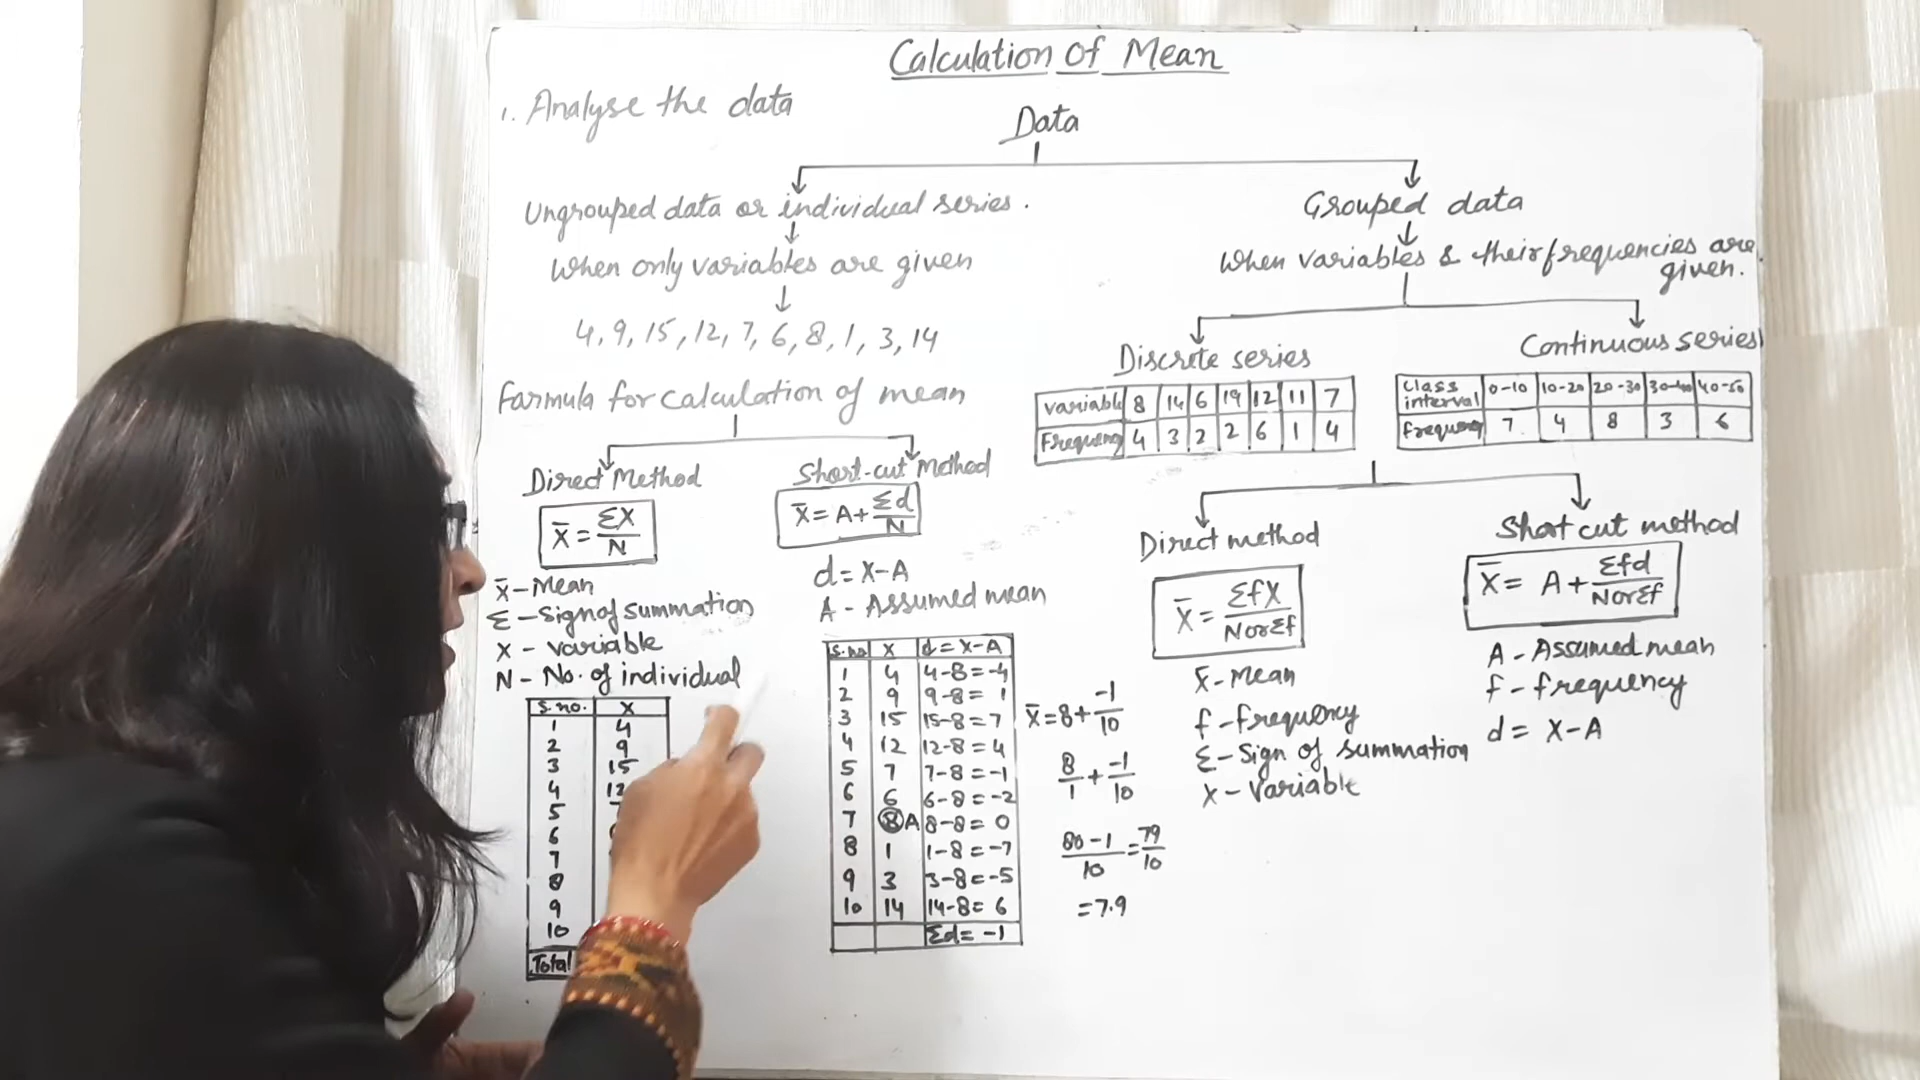 Calculation Of Mean
1. Analyse the data
Data
Ungrouped data or individual series.
When only variables are given
4, 9, 15, 12, 7, 6, 8, 1, 3, 14
Formula for calculation of mean
Direct Method
X̄ = ΣX/N
X̄ - Mean
Σ - Sign of summation
X - variable
N - No. of individual
S.no. X
1 4
2 9
3 15
4 12
5
6
7
8
9
10
Total
Short-cut Method
X̄ = A + Σd/N
d = X - A
A - Assumed mean
S.no X d = X - A
1 4 4-8 = -4
2 9 9-8 = 1
3 15 15-8 = 7
4 12 12-8 = 4
5 7 7-8 = -1
6 6 6-8 = -2
7 8 A 8-8 = 0
8 1 1-8 = -7
9 3 3-8 = -5
10 14 14-8 = 6
Σd = -1
X̄ = 8 + -1/10
8/1 + -1/10
80-1/10 = 79/10
= 7.9
Grouped data
When variables & their frequencies are given.
Discrete series
Variable 8 14 6 19 12 11 7
Frequency 4 3 2 2 6 1 4
Continuous series
Class interval 0-10 10-20 20-30 30-40 40-50
frequency 7 4 8 3 6
Direct method
X̄ = ΣfX/N or Σf
X̄ - Mean
f - frequency
Σ - Sign of summation
X - Variable
Short cut method
X̄ = A + Σfd/N or Σf
A - Assumed mean
f - frequency
d = X - A